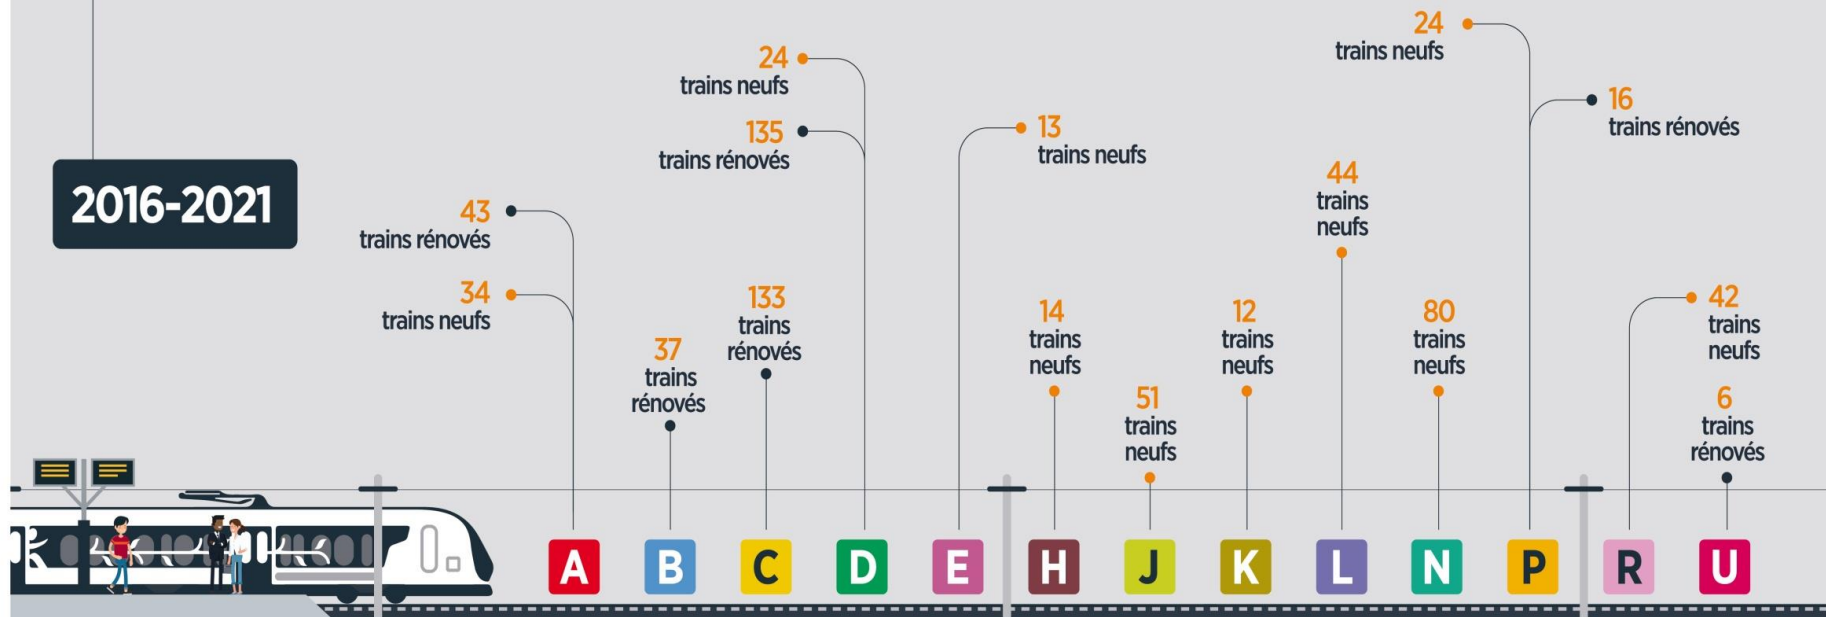 2016-2021
43
trains rénovés
34
trains neufs
37
trains
rénovés
133
trains
rénovés
24
trains neufs
135
trains rénovés
13
trains neufs
14
trains
neufs
51
trains
neufs
12
trains
neufs
44
trains
neufs
80
trains
neufs
24
trains neufs
16
trains rénovés
42
trains
neufs
6
trains
rénovés
A B C D E H J K L N P R U